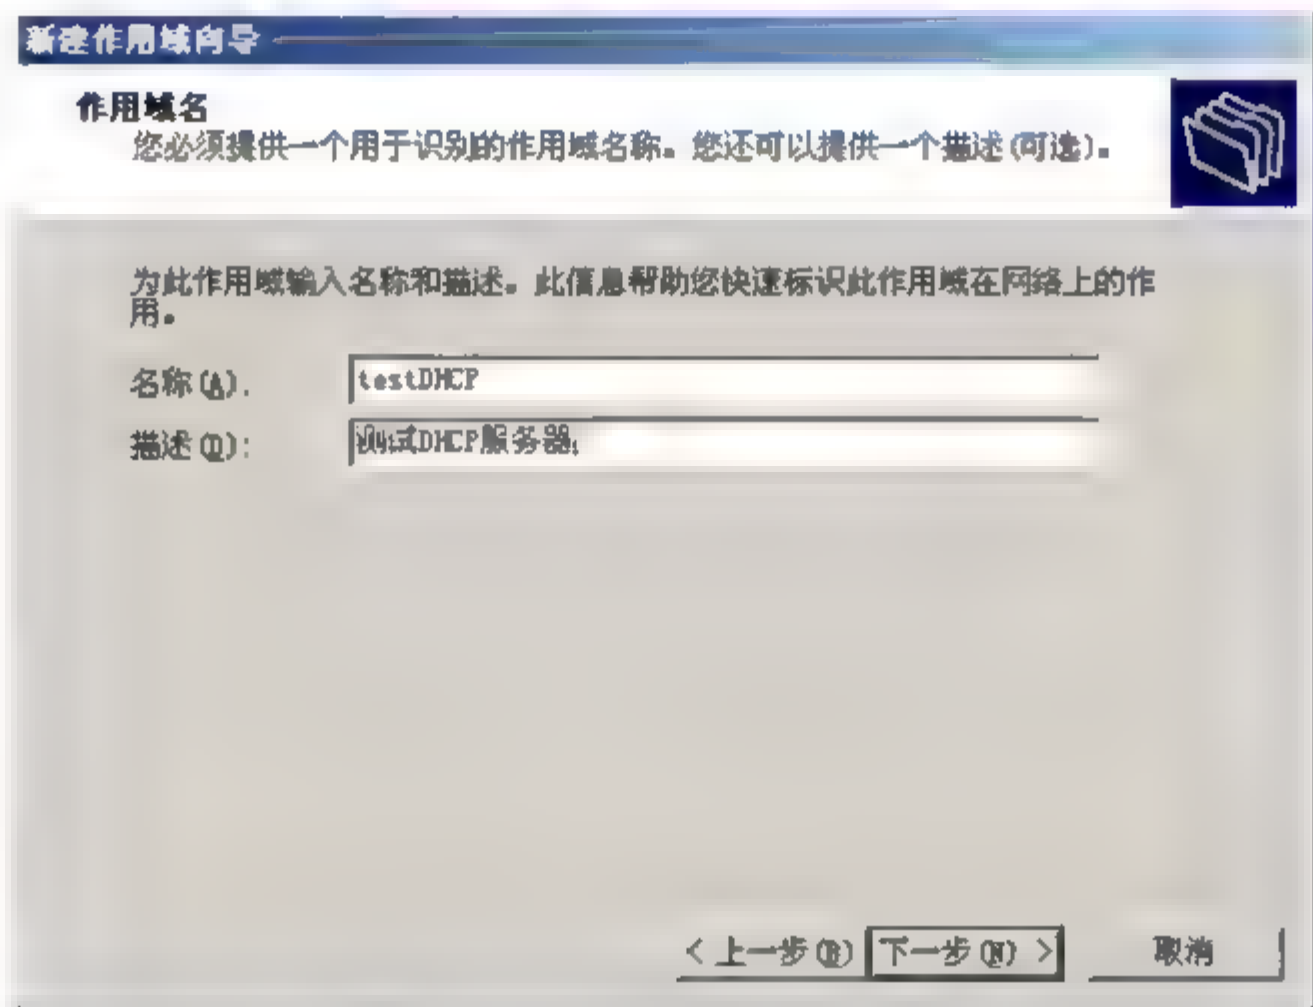 新建作用域向导
作用域名
您必须提供一个用于识别的作用域名称。您还可以提供一个描述(可选)。
为此作用域输入名称和描述。此信息帮助您快速标识此作用域在网络上的作
用。
名称(A):
testDHCP
描述(D):
测试DHCP服务器
< 上一步(B) 下一步(N) > 取消